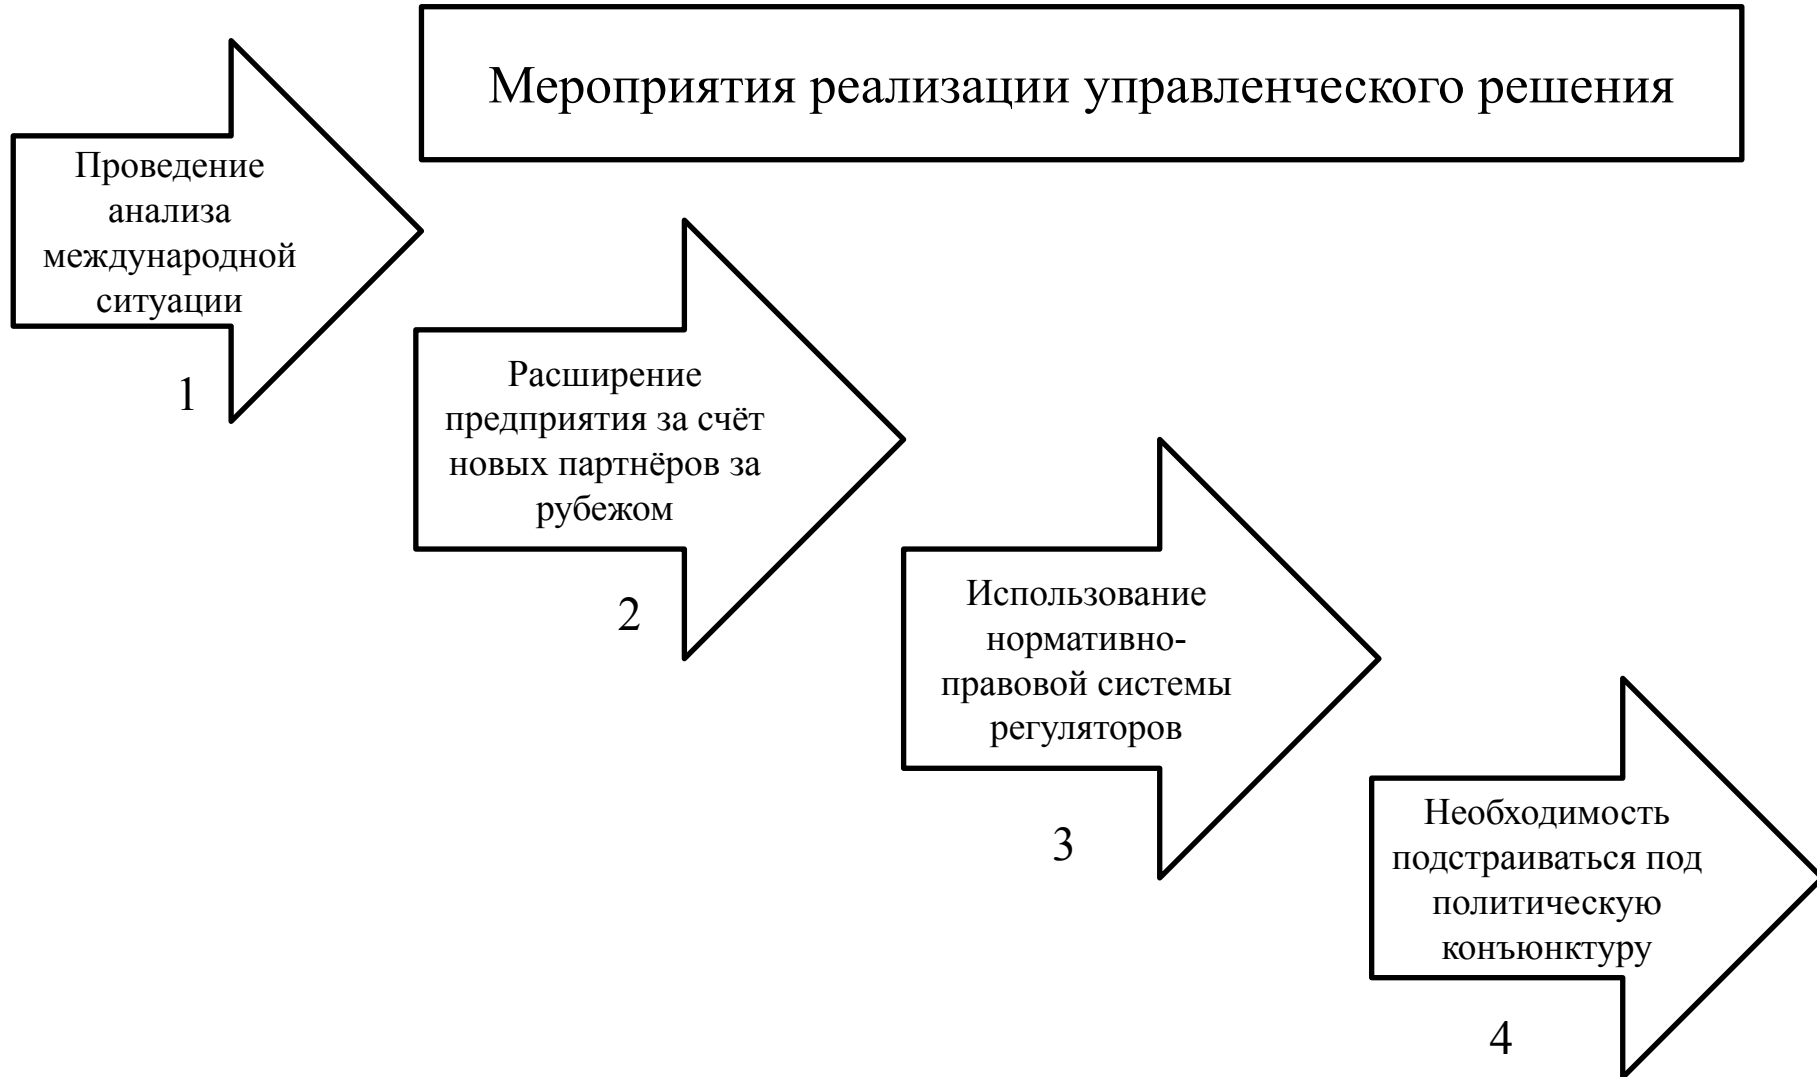 Мероприятия реализации управленческого решения
Проведение
анализа
международной
ситуации
1
Расширение
предприятия за счёт
новых партнёров за
рубежом
2
Использование
нормативно-
правовой системы
регуляторов
3
Необходимость
подстраиваться под
политическую
конъюнктуру
4